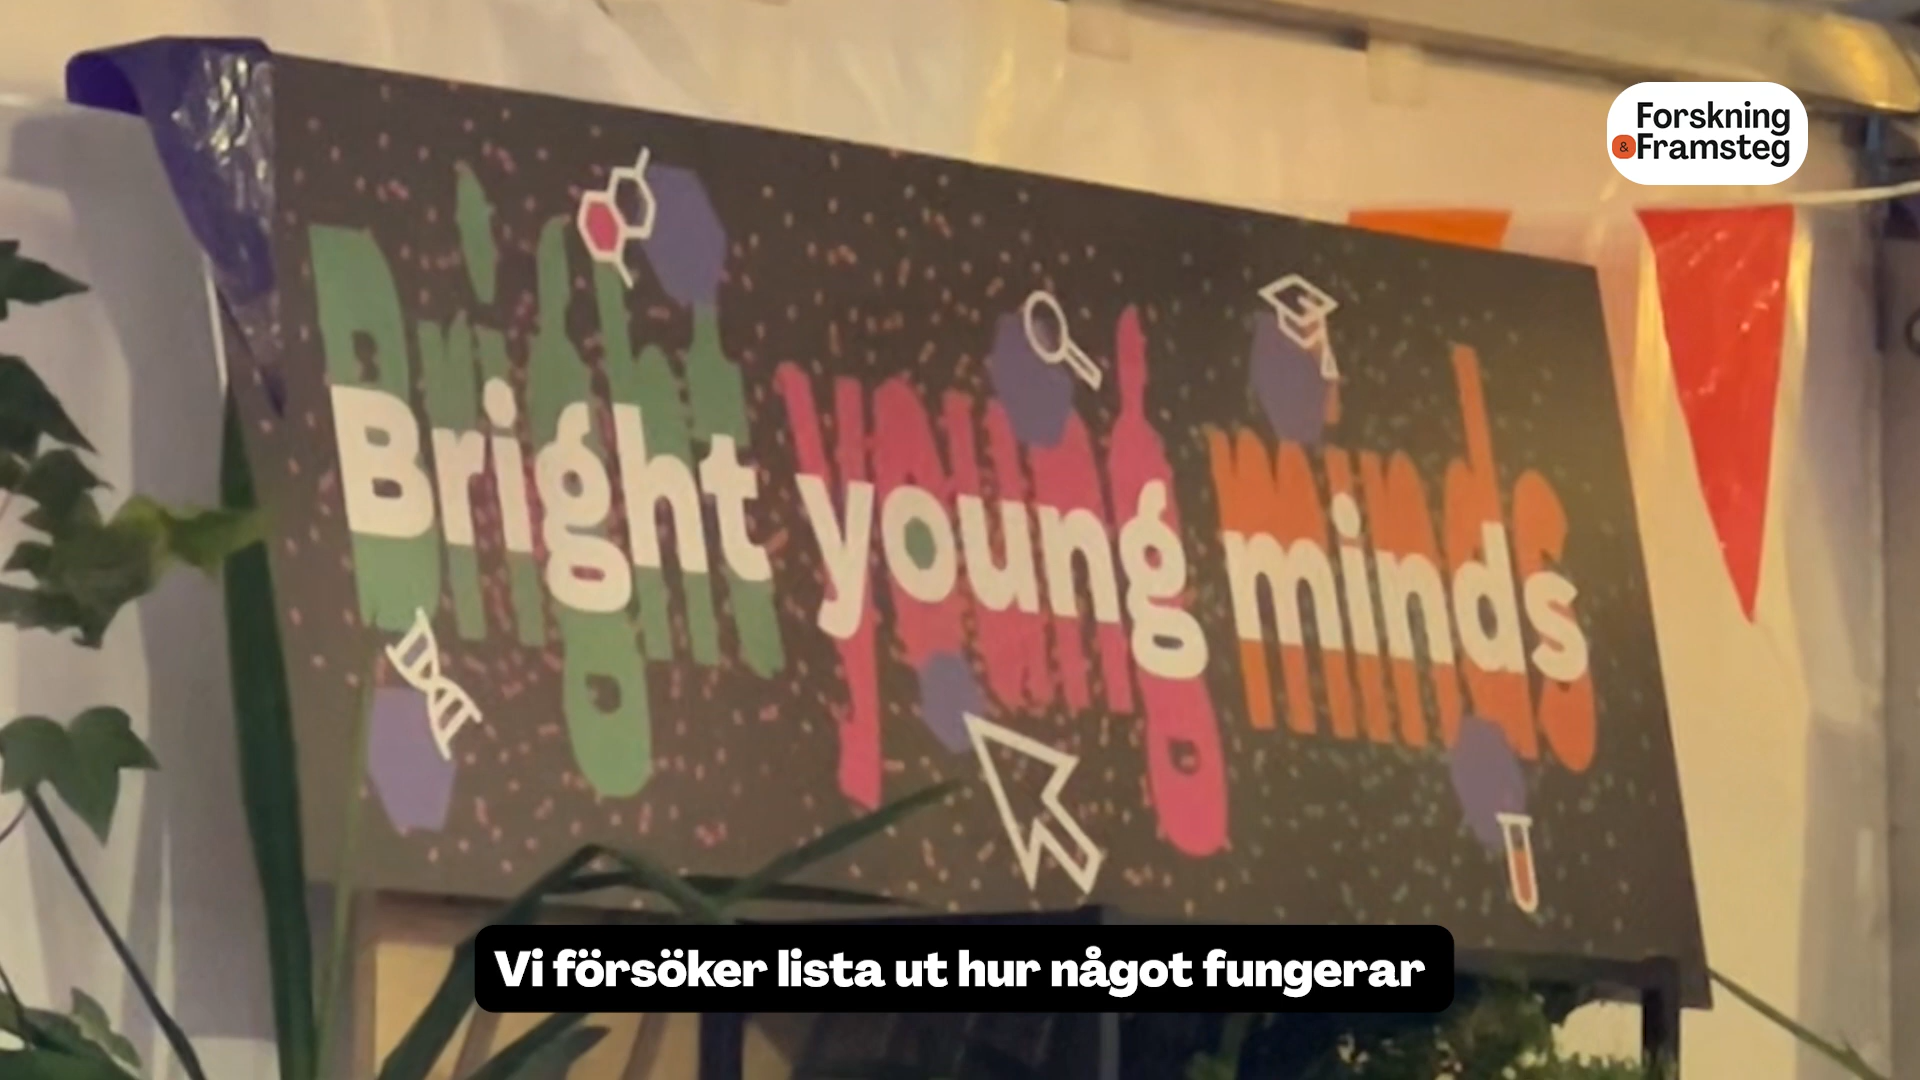 Forskning
&Framsteg
Bright young minds
Vi försöker lista ut hur något fungerar